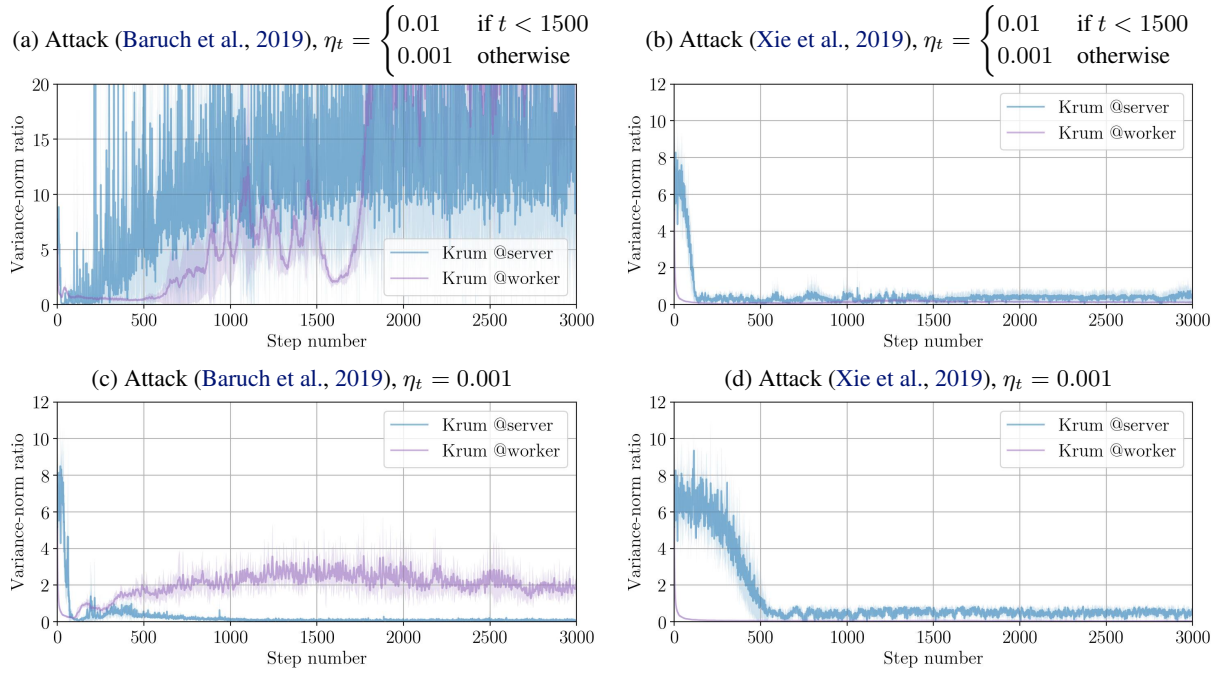 (a) Attack (Baruch et al., 2019), ηt = { 0.01 if t < 1500
0.001 otherwise
20
15
10
5
0
Variance-norm ratio
Krum @server
Krum @worker
0 500 1000 1500 2000 2500 3000
Step number
(b) Attack (Xie et al., 2019), ηt = { 0.01 if t < 1500
0.001 otherwise
12
10
8
6
4
2
0
Variance-norm ratio
Krum @server
Krum @worker
0 500 1000 1500 2000 2500 3000
Step number
(c) Attack (Baruch et al., 2019), ηt = 0.001
12
10
8
6
4
2
0
Variance-norm ratio
Krum @server
Krum @worker
0 500 1000 1500 2000 2500 3000
Step number
(d) Attack (Xie et al., 2019), ηt = 0.001
12
10
8
6
4
2
0
Variance-norm ratio
Krum @server
Krum @worker
0 500 1000 1500 2000 2500 3000
Step number